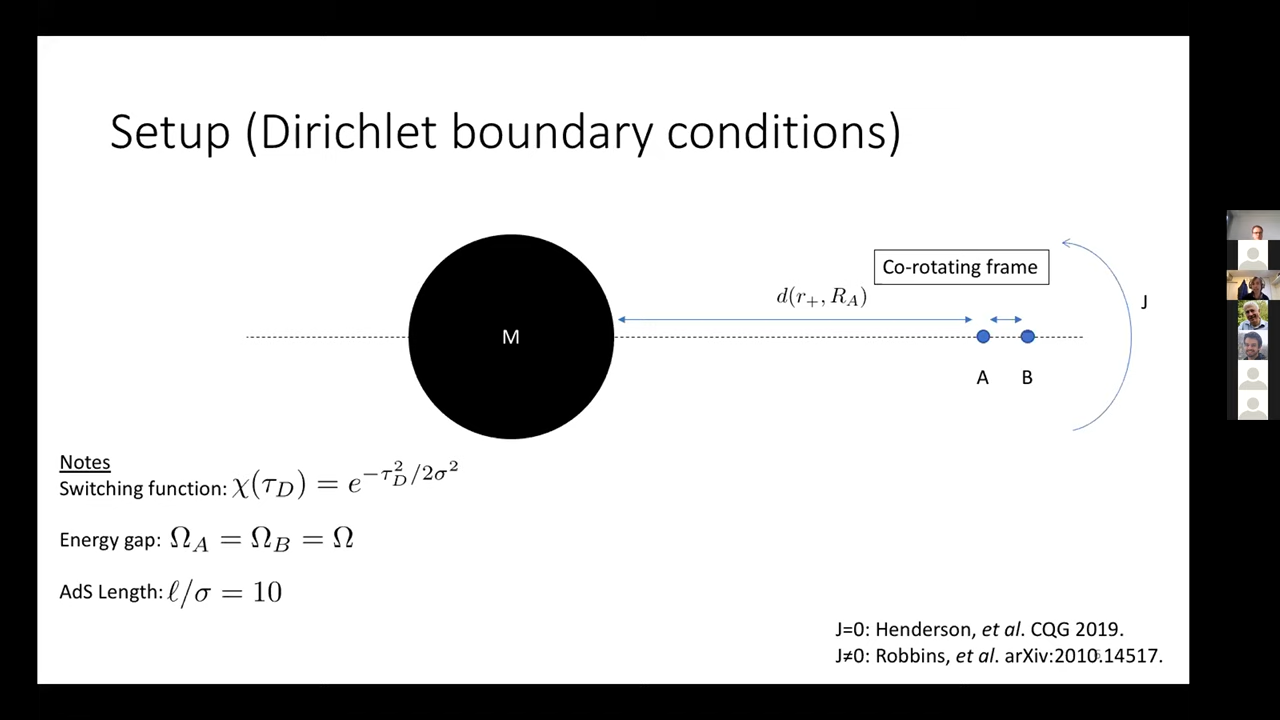 Setup (Dirichlet boundary conditions)
Co-rotating frame
d(r₊, R_A)
J
M
A B
Notes
Switching function: χ(τ_D) = e^{−τ_D²/2σ²}
Energy gap: Ω_A = Ω_B = Ω
AdS Length: ℓ/σ = 10
J=0: Henderson, et al. CQG 2019.
J≠0: Robbins, et al. arXiv:2010.14517.